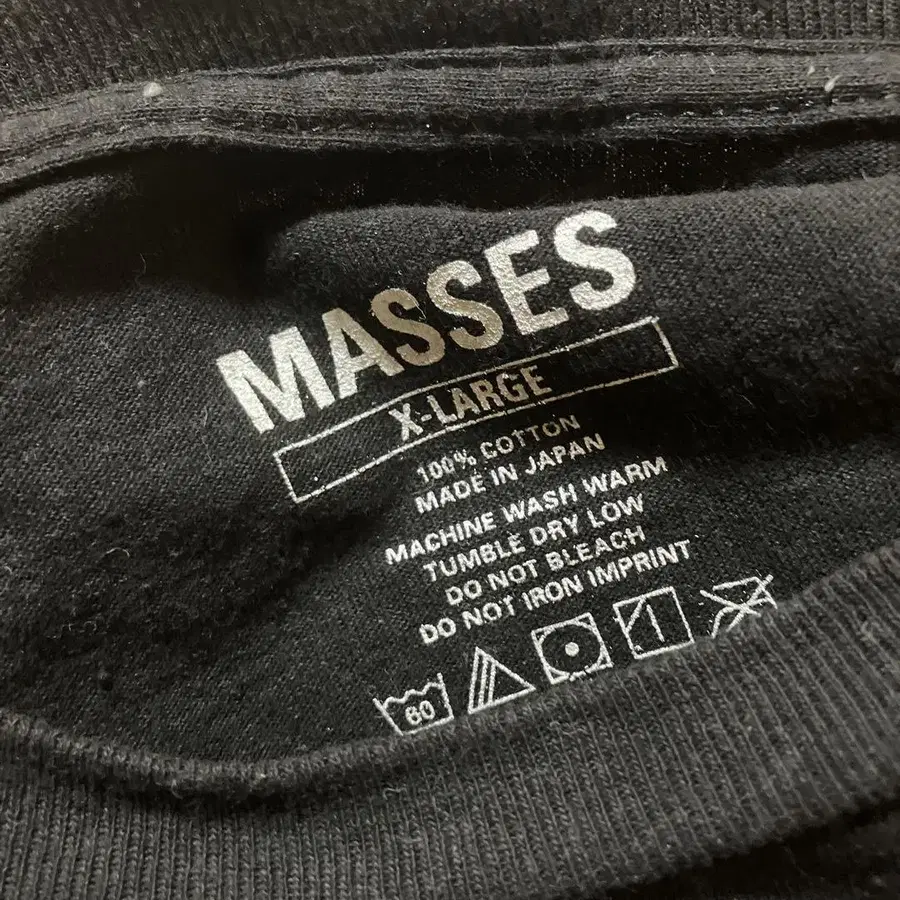 MASSES
X-LARGE
100% COTTON
MADE IN JAPAN
MACHINE WASH WARM
TUMBLE DRY LOW
DO NOT BLEACH
DO NOT IRON IMPRINT
60